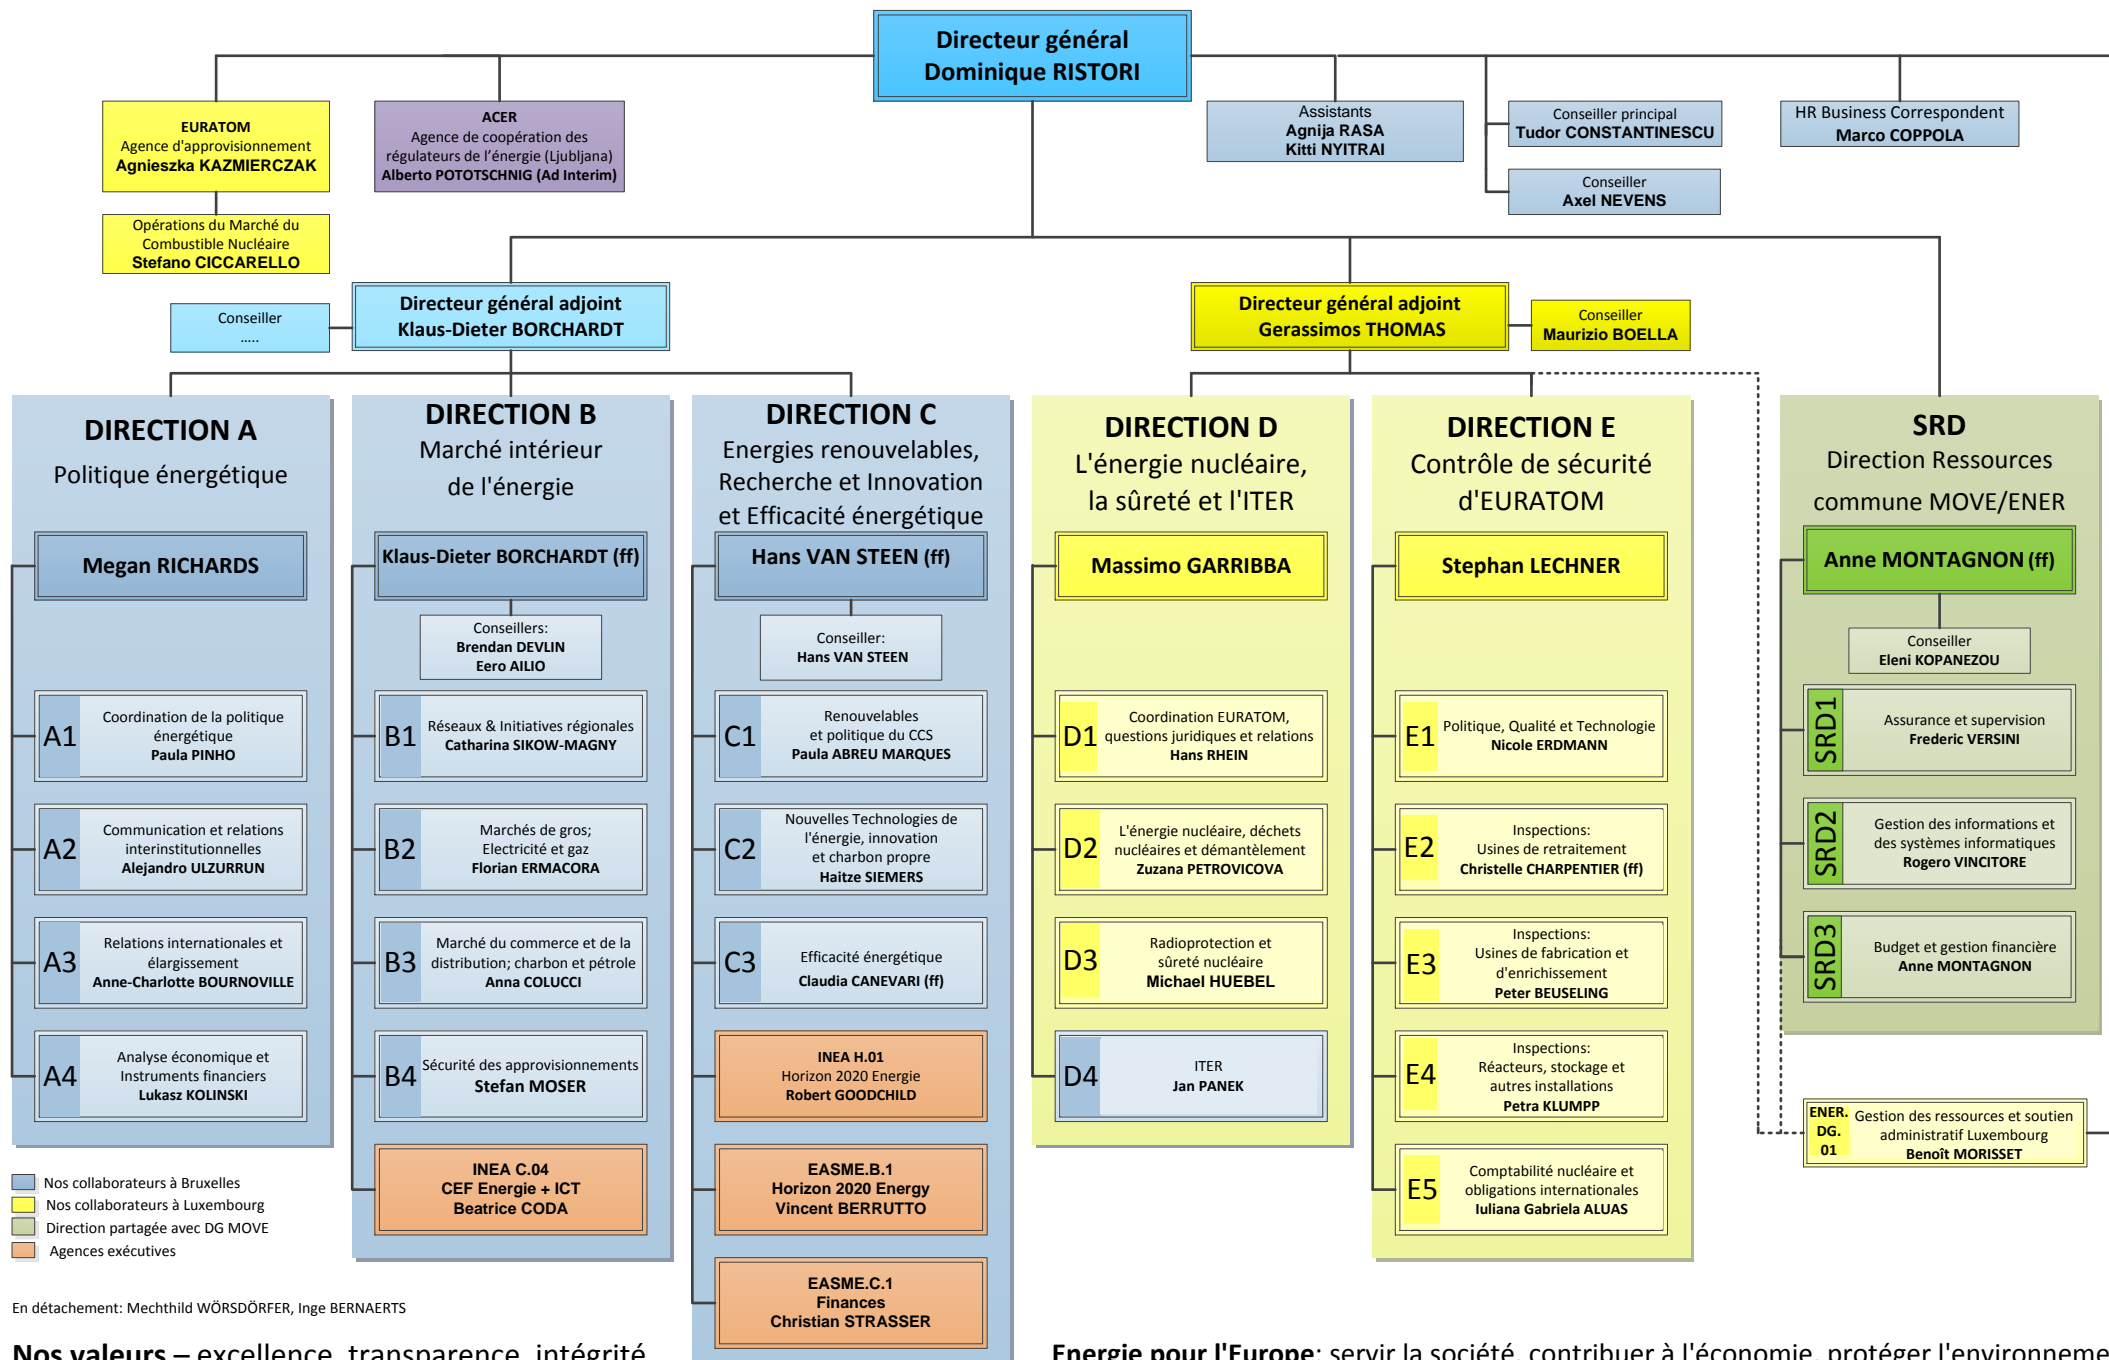 Directeur général
Dominique RISTORI
EURATOM
Agence d'approvisionnement
Agnieszka KAZMIERCZAK
ACER
Agence de coopération des
régulateurs de l'énergie (Ljubljana)
Alberto POTOTSCHNIG (Ad Interim)
Assistants
Agnija RASA
Kitti NYITRAI
Conseiller principal
Tudor CONSTANTINESCU
HR Business Correspondent
Marco COPPOLA
Conseiller
Axel NEVENS
Opérations du Marché du
Combustible Nucléaire
Stefano CICCARELLO
Conseiller
.....
Directeur général adjoint
Klaus-Dieter BORCHARDT
Directeur général adjoint
Gerassimos THOMAS
Conseiller
Maurizio BOELLA
DIRECTION A
Politique énergétique
Megan RICHARDS
A1
Coordination de la politique
énergétique
Paula PINHO
A2
Communication et relations
interinstitutionnelles
Alejandro ULZURRUN
A3
Relations internationales et
élargissement
Anne-Charlotte BOURNOVILLE
A4
Analyse économique et
Instruments financiers
Lukasz KOLINSKI
DIRECTION B
Marché intérieur
de l'énergie
Klaus-Dieter BORCHARDT (ff)
Conseillers:
Brendan DEVLIN
Eero AILIO
B1
Réseaux & Initiatives régionales
Catharina SIKOW-MAGNY
B2
Marchés de gros;
Electricité et gaz
Florian ERMACORA
B3
Marché du commerce et de la
distribution; charbon et pétrole
Anna COLUCCI
B4
Sécurité des approvisionnements
Stefan MOSER
INEA C.04
CEF Energie + ICT
Beatrice CODA
DIRECTION C
Energies renouvelables,
Recherche et Innovation
et Efficacité énergétique
Hans VAN STEEN (ff)
Conseiller:
Hans VAN STEEN
C1
Renouvelables
et politique du CCS
Paula ABREU MARQUES
C2
Nouvelles Technologies de
l'énergie, innovation
et charbon propre
Haitze SIEMERS
C3
Efficacité énergétique
Claudia CANEVARI (ff)
INEA H.01
Horizon 2020 Energie
Robert GOODCHILD
EASME.B.1
Horizon 2020 Energy
Vincent BERRUTTO
EASME.C.1
Finances
Christian STRASSER
DIRECTION D
L'énergie nucléaire,
la sûreté et l'ITER
Massimo GARRIBBA
D1
Coordination EURATOM,
questions juridiques et relations
Hans RHEIN
D2
L'énergie nucléaire, déchets
nucléaires et démantèlement
Zuzana PETROVICOVA
D3
Radioprotection et
sûreté nucléaire
Michael HUEBEL
D4
ITER
Jan PANEK
DIRECTION E
Contrôle de sécurité
d'EURATOM
Stephan LECHNER
E1
Politique, Qualité et Technologie
Nicole ERDMANN
E2
Inspections:
Usines de retraitement
Christelle CHARPENTIER (ff)
E3
Inspections:
Usines de fabrication et
d'enrichissement
Peter BEUSELING
E4
Inspections:
Réacteurs, stockage et
autres installations
Petra KLUMPP
E5
Comptabilité nucléaire et
obligations internationales
Iuliana Gabriela ALUAS
SRD
Direction Ressources
commune MOVE/ENER
Anne MONTAGNON (ff)
Conseiller
Eleni KOPANEZOU
SRD1
Assurance et supervision
Frederic VERSINI
SRD2
Gestion des informations et
des systèmes informatiques
Rogero VINCITORE
SRD3
Budget et gestion financière
Anne MONTAGNON
ENER.
DG.
01
Gestion des ressources et soutien
administratif Luxembourg
Benoît MORISSET
Nos collaborateurs à Bruxelles
Nos collaborateurs à Luxembourg
Direction partagée avec DG MOVE
Agences exécutives
En détachement: Mechthild WÖRSDÖRFER, Inge BERNAERTS
Nos valeurs – excellence, transparence, intégrité
Energie pour l'Europe: servir la société, contribuer à l'économie, protéger l'environneme